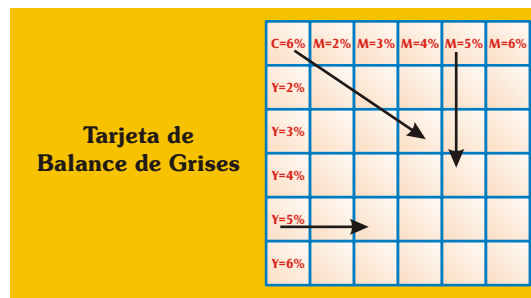 C=6% M=2% M=3% M=4% M=5% M=6%
Y=2%
Y=3%
Tarjeta de
Balance de Grises
Y=4%
Y=5%
Y=6%